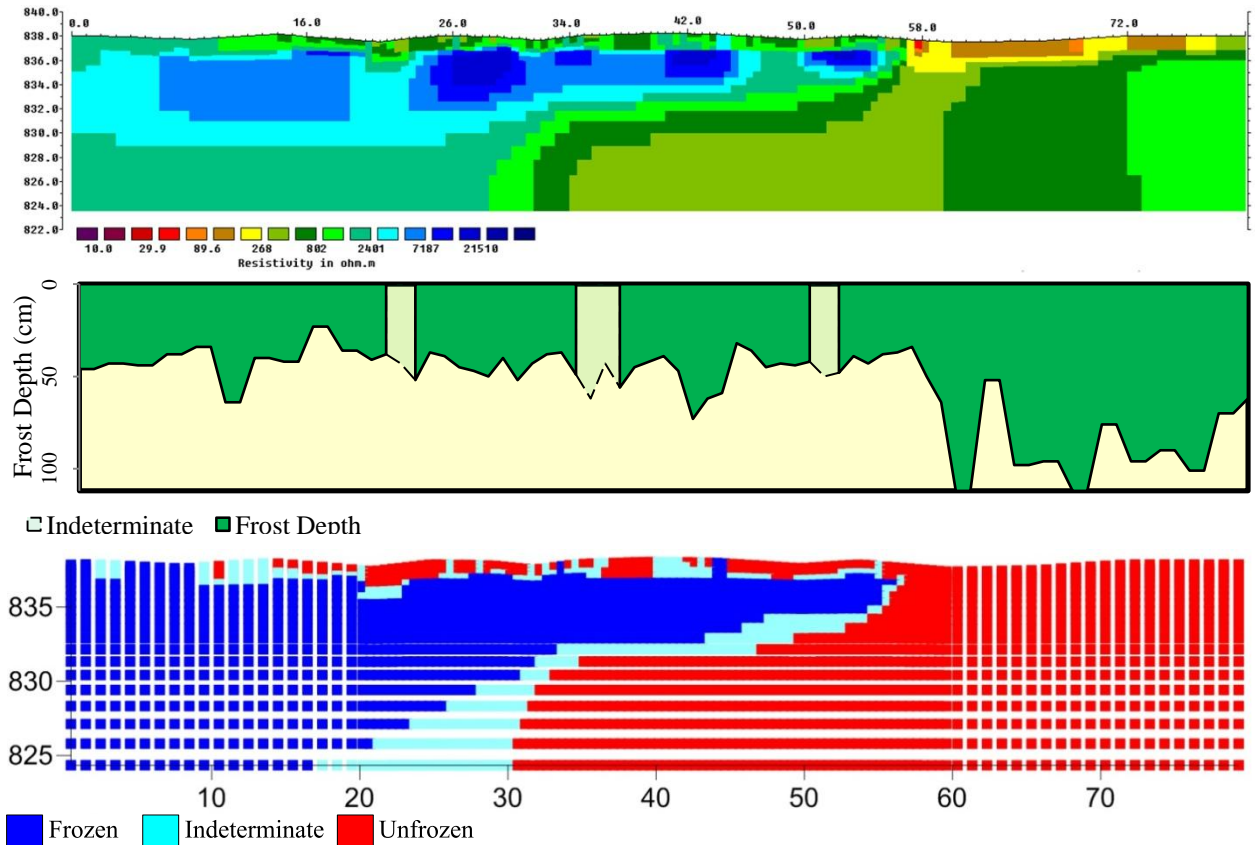 840.0
0.0 16.0 26.0 34.0 42.0 50.0 58.0 72.0
838.0
836.0
834.0
832.0
830.0
828.0
826.0
824.0
822.0
10.0 29.9 89.6 268 802 2401 7187 21510
Resistivity in ohm.m
Frost Depth (cm)
0
50
100
Indeterminate Frost Depth
835
830
825
10 20 30 40 50 60 70
Frozen Indeterminate Unfrozen